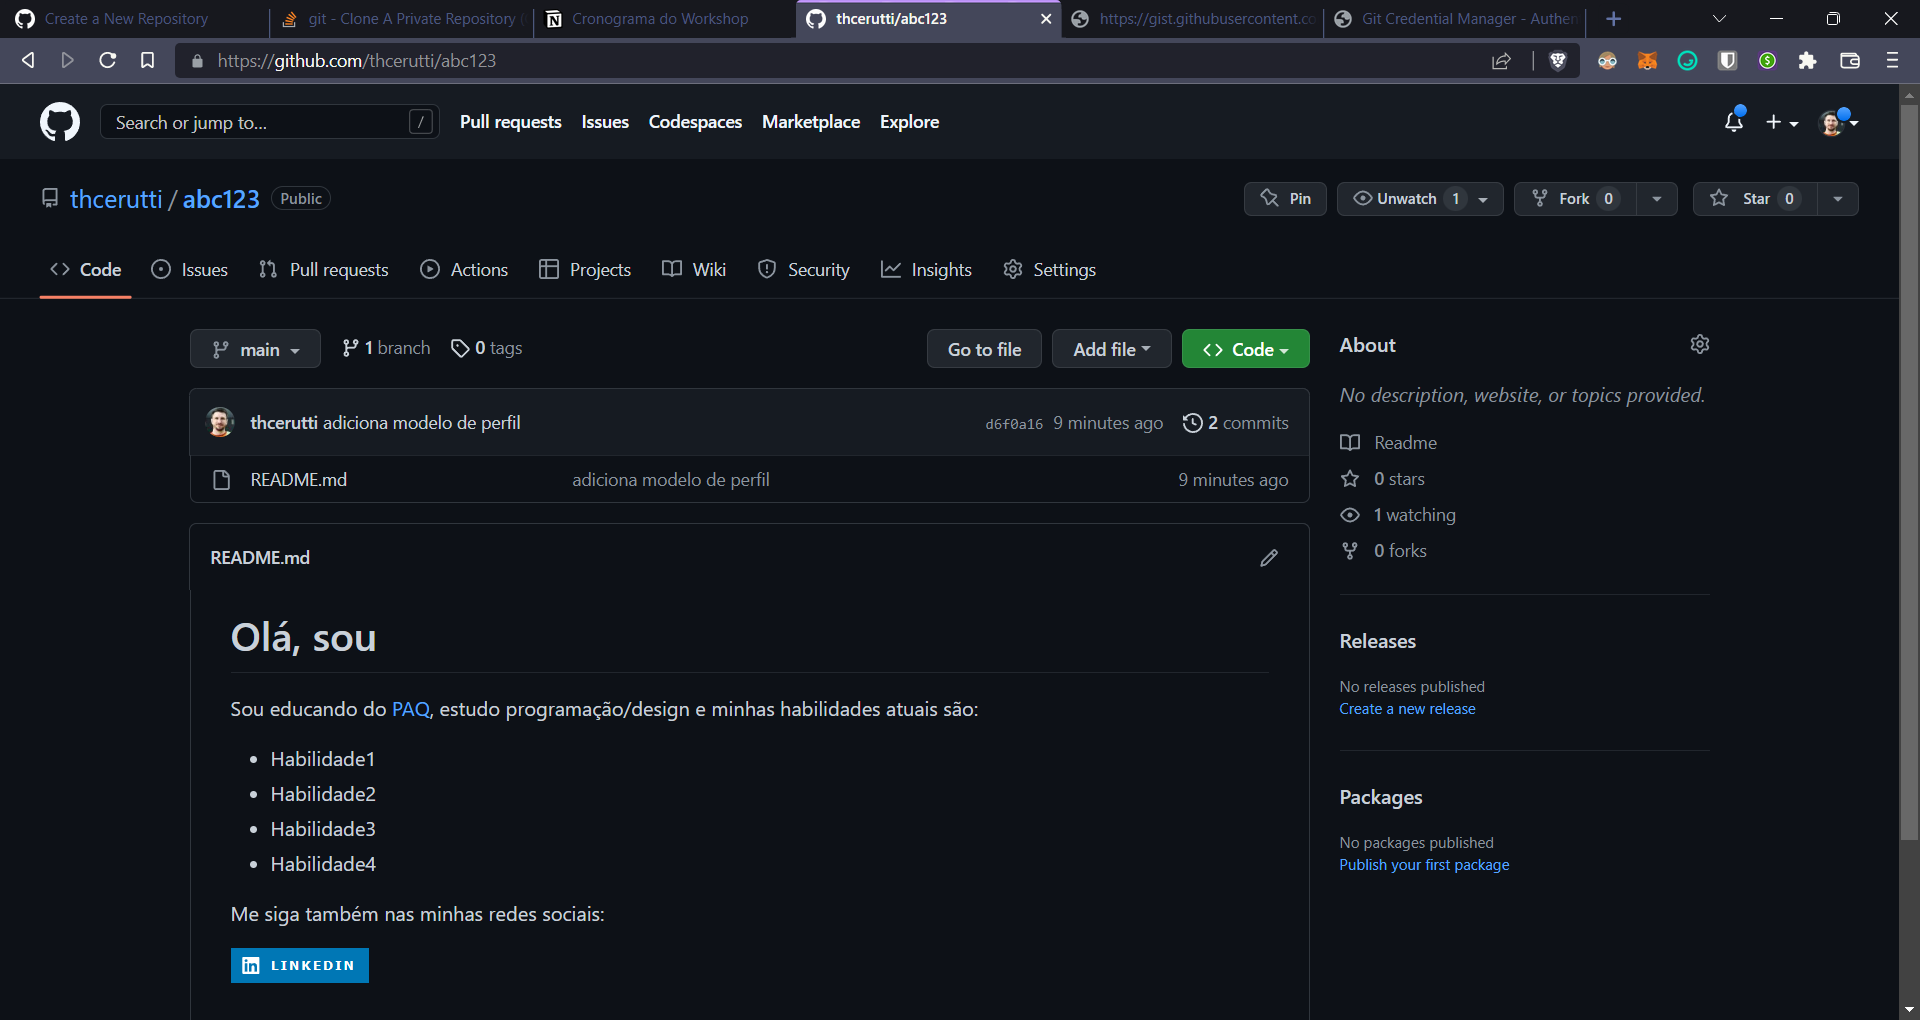 Create a New Repository
git - Clone A Private Repository (
Cronograma do Workshop
thcerutti/abc123
https://gist.githubusercontent.co
Git Credential Manager - Authen
https://github.com/thcerutti/abc123
Search or jump to...
/
Pull requests
Issues
Codespaces
Marketplace
Explore
thcerutti / abc123
Public
Pin
Unwatch 1
Fork 0
Star 0
Code
Issues
Pull requests
Actions
Projects
Wiki
Security
Insights
Settings
main
1 branch
0 tags
Go to file
Add file
Code
thcerutti adiciona modelo de perfil
d6f0a16 9 minutes ago
2 commits
README.md
adiciona modelo de perfil
9 minutes ago
README.md
Olá, sou
Sou educando do PAQ, estudo programação/design e minhas habilidades atuais são:
Habilidade1
Habilidade2
Habilidade3
Habilidade4
Me siga também nas minhas redes sociais:
in LINKEDIN
About
No description, website, or topics provided.
Readme
0 stars
1 watching
0 forks
Releases
No releases published
Create a new release
Packages
No packages published
Publish your first package